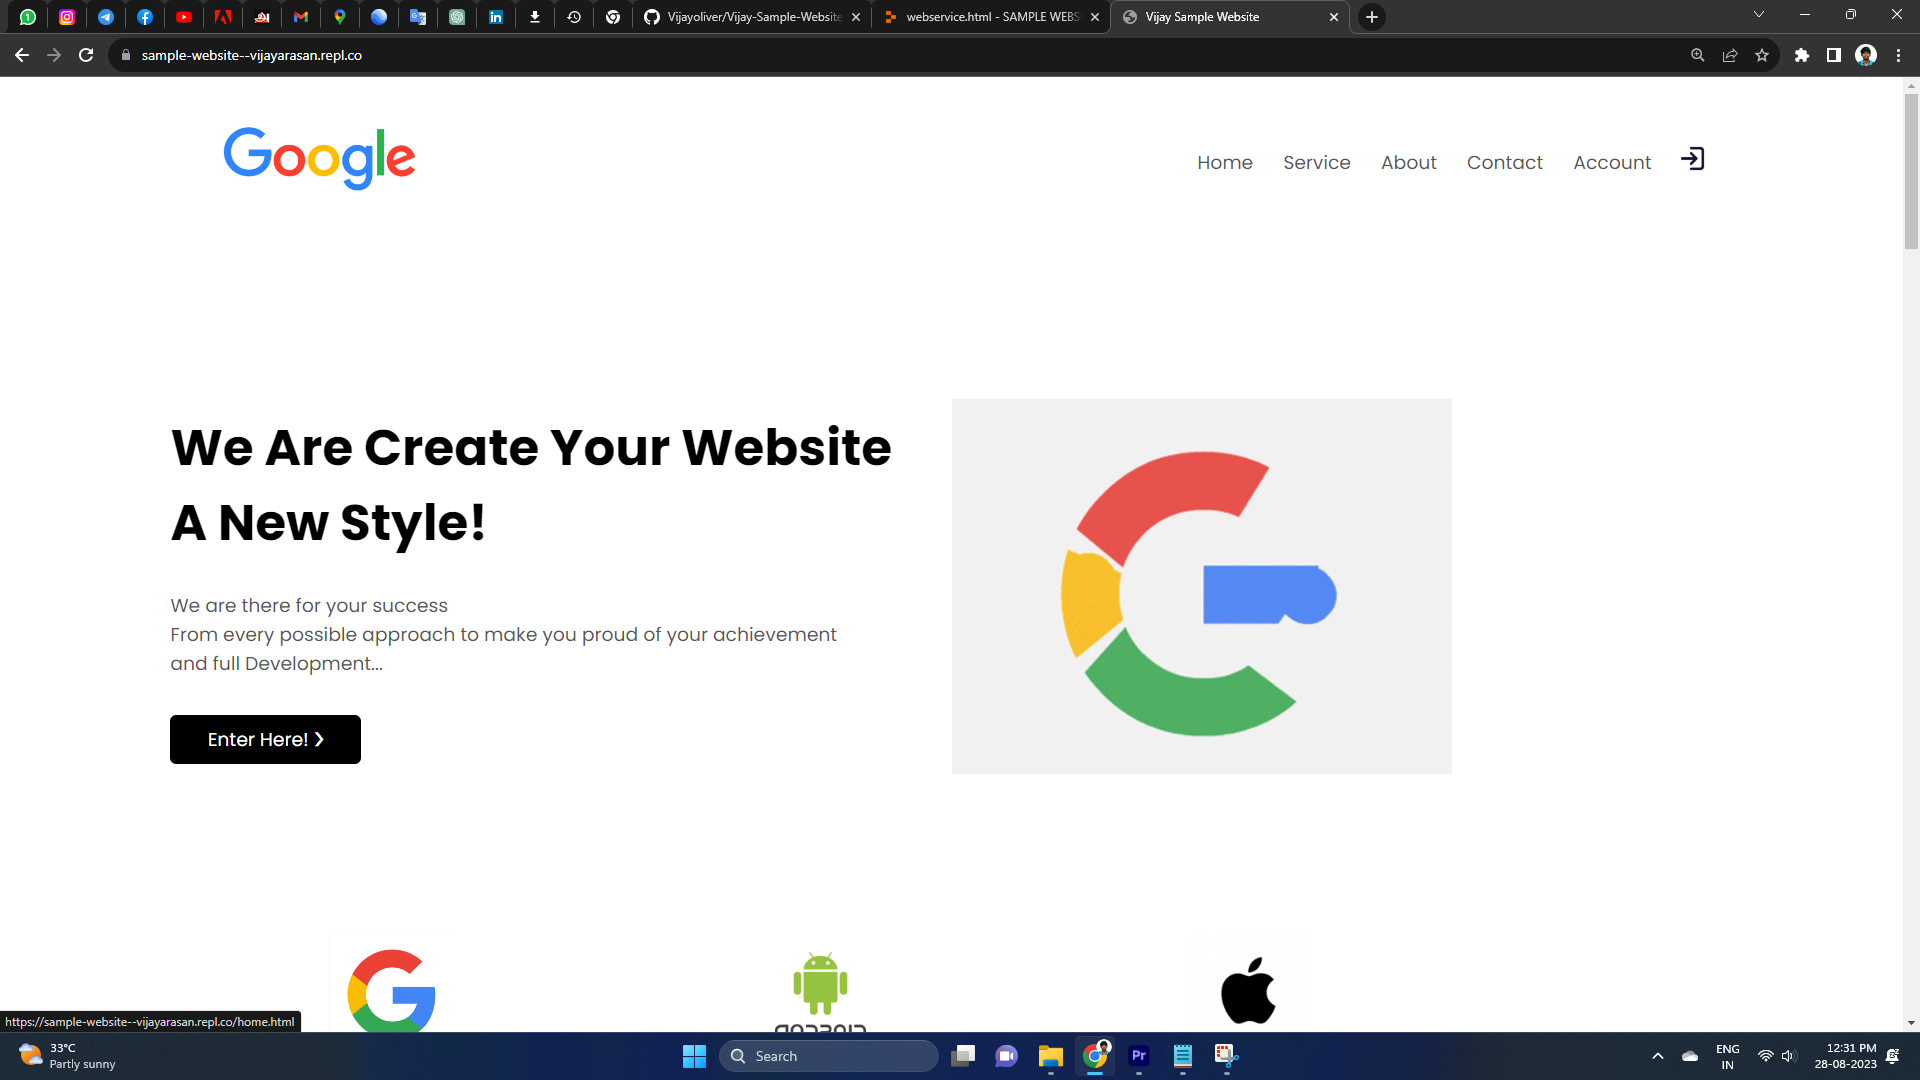 Vijayoliver/Vijay-Sample-Website
webservice.html - SAMPLE WEBS
Vijay Sample Website
sample-website--vijayarasan.repl.co
Google
Home
Service
About
Contact
Account
We Are Create Your Website
A New Style!
We are there for your success
From every possible approach to make you proud of your achievement
and full Development...
Enter Here! ❯
ANDROID
https://sample-website--vijayarasan.repl.co/home.html
33°C
Partly sunny
Search
Pr
ENG
IN
12:31 PM
28-08-2023